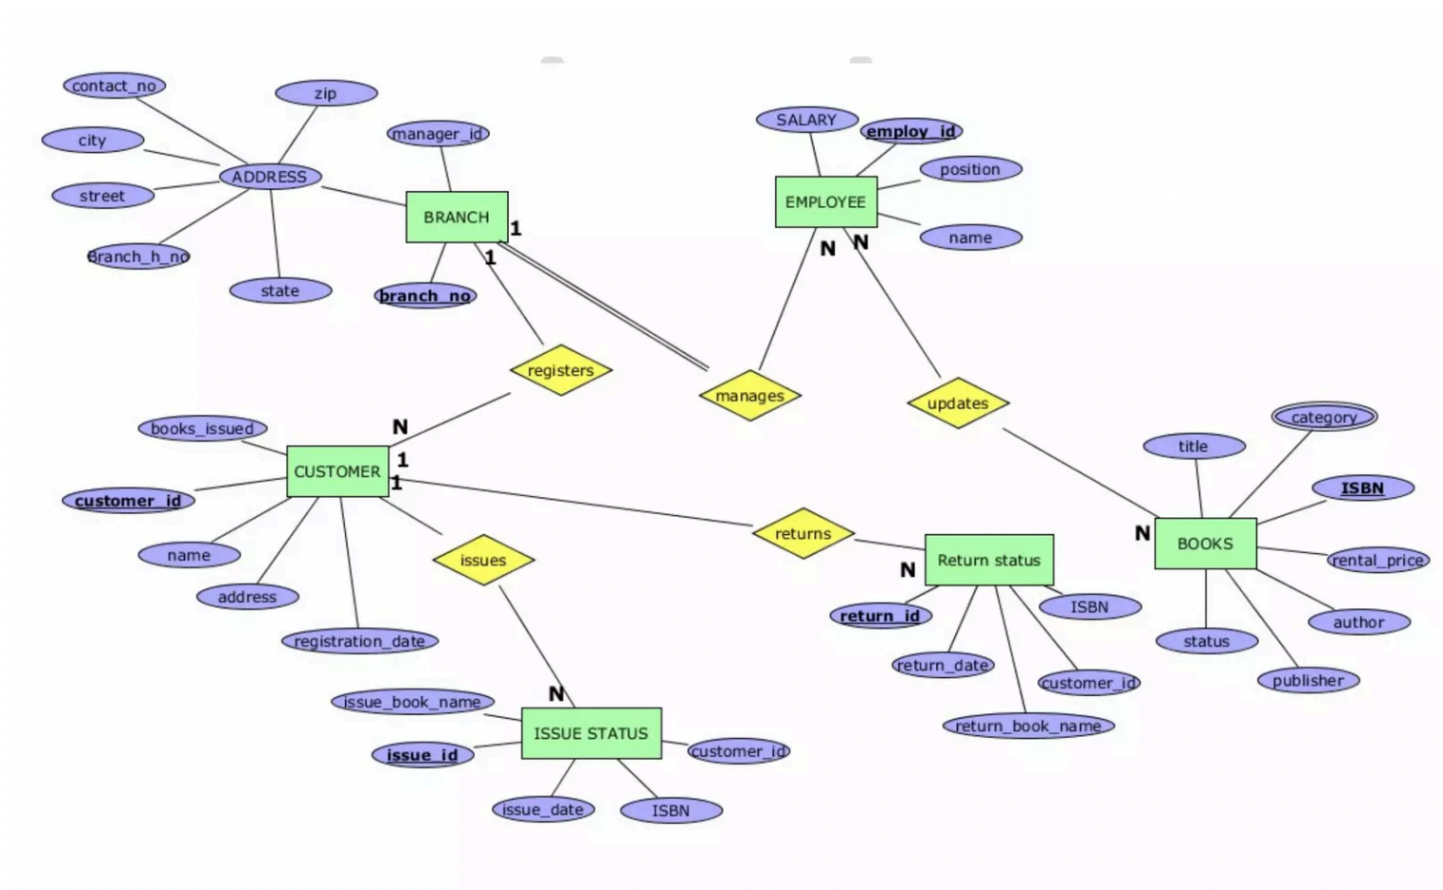 contact_no
zip
city
manager_id
ADDRESS
street
BRANCH
1
1
Branch_h_no
state
branch_no
SALARY
employ_id
position
EMPLOYEE
name
N
N
registers
manages
updates
books_issued
N
CUSTOMER
1
1
customer_id
name
address
registration_date
issues
returns
category
title
ISBN
N
BOOKS
rental_price
author
status
publisher
Return status
N
return_id
ISBN
return_date
customer_id
return_book_name
N
issue_book_name
ISSUE STATUS
issue_id
customer_id
issue_date
ISBN